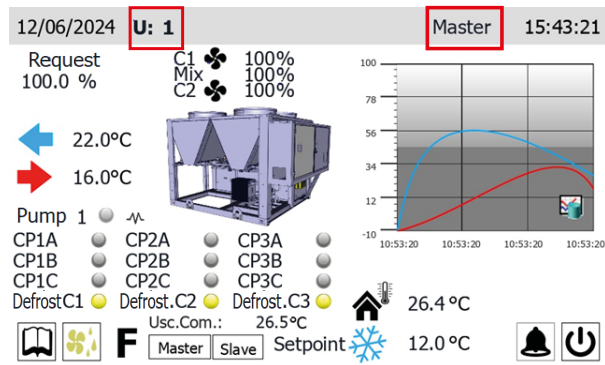 12/06/2024 U: 1 Master 15:43:21
Request
100.0 %
C1 100%
Mix 100%
C2 100%
22.0°C
16.0°C
100
78
56
34
12
-10
10:53:20 10:53:20 10:53:20 10:53:20
Pump 1
CP1A CP2A CP3A
CP1B CP2B CP3B
CP1C CP2C CP3C
DefrostC1 Defrost.C2 Defrost.C3
26.4 °C
F
Usc.Com.: 26.5°C
Master Slave
Setpoint 12.0 °C